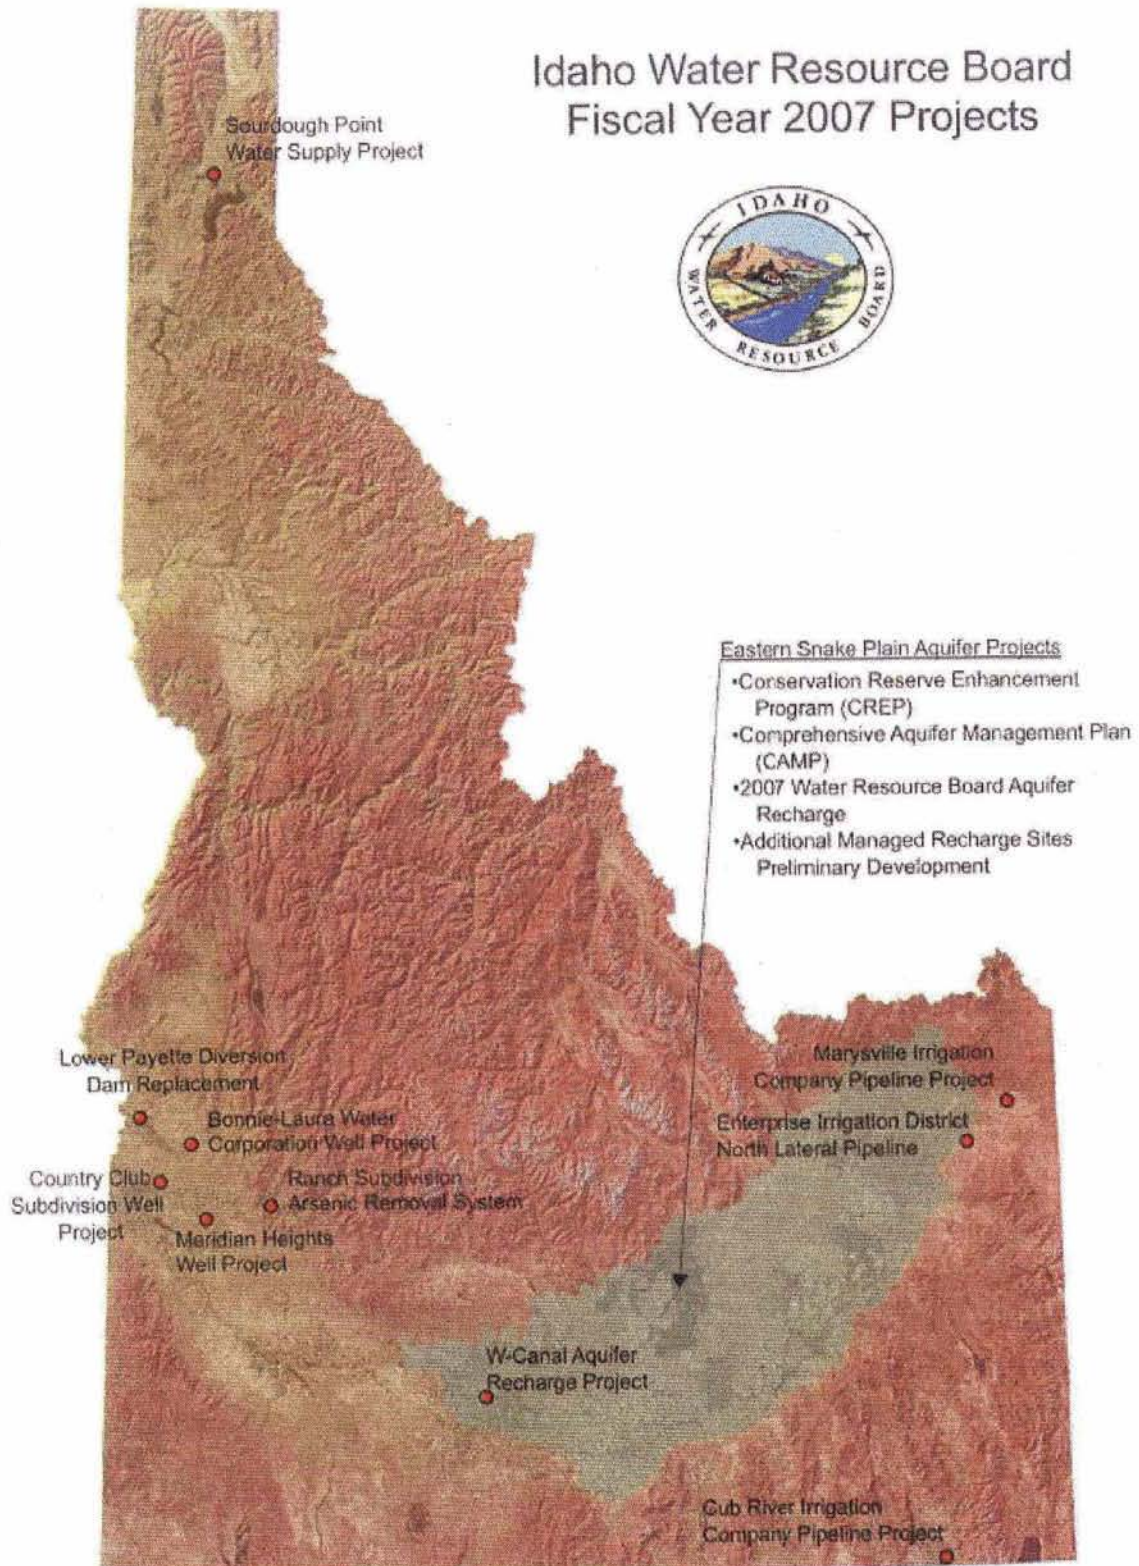 Idaho Water Resource Board
Fiscal Year 2007 Projects
Sourdough Point
Water Supply Project
IDAHO
WATER RESOURCE BOARD
Eastern Snake Plain Aquifer Projects
•Conservation Reserve Enhancement
Program (CREP)
•Comprehensive Aquifer Management Plan
(CAMP)
•2007 Water Resource Board Aquifer
Recharge
•Additional Managed Recharge Sites
Preliminary Development
Lower Payette Diversion
Dam Replacement
Marysville Irrigation
Company Pipeline Project
Bonnie-Laura Water
Corporation Well Project
Enterprise Irrigation District
North Lateral Pipeline
Country Club
Subdivision Well
Project
Ranch Subdivision
Arsenic Removal System
Meridian Heights
Well Project
W-Canal Aquifer
Recharge Project
Cub River Irrigation
Company Pipeline Project